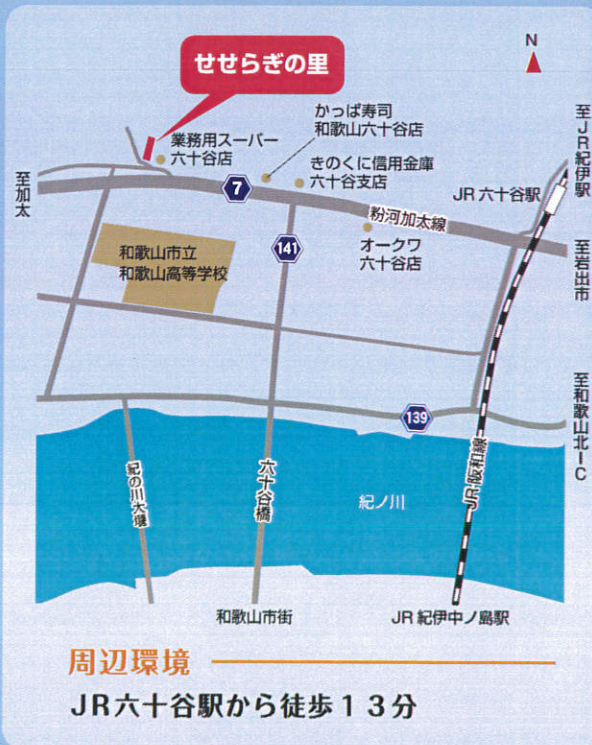 せせらぎの里
N
業務用スーパー
六十谷店
かっぱ寿司
和歌山六十谷店
きのくに信用金庫
六十谷支店
至JR紀伊駅
JR 六十谷駅
至加太
7
粉河加太線
141
オークワ
六十谷店
至岩出市
和歌山市立
和歌山高等学校
139
至和歌山北IC
紀の川大堰
六十谷橋
紀ノ川
JR 阪和線
和歌山市街
JR 紀伊中ノ島駅
周辺環境
JR六十谷駅から徒歩13分